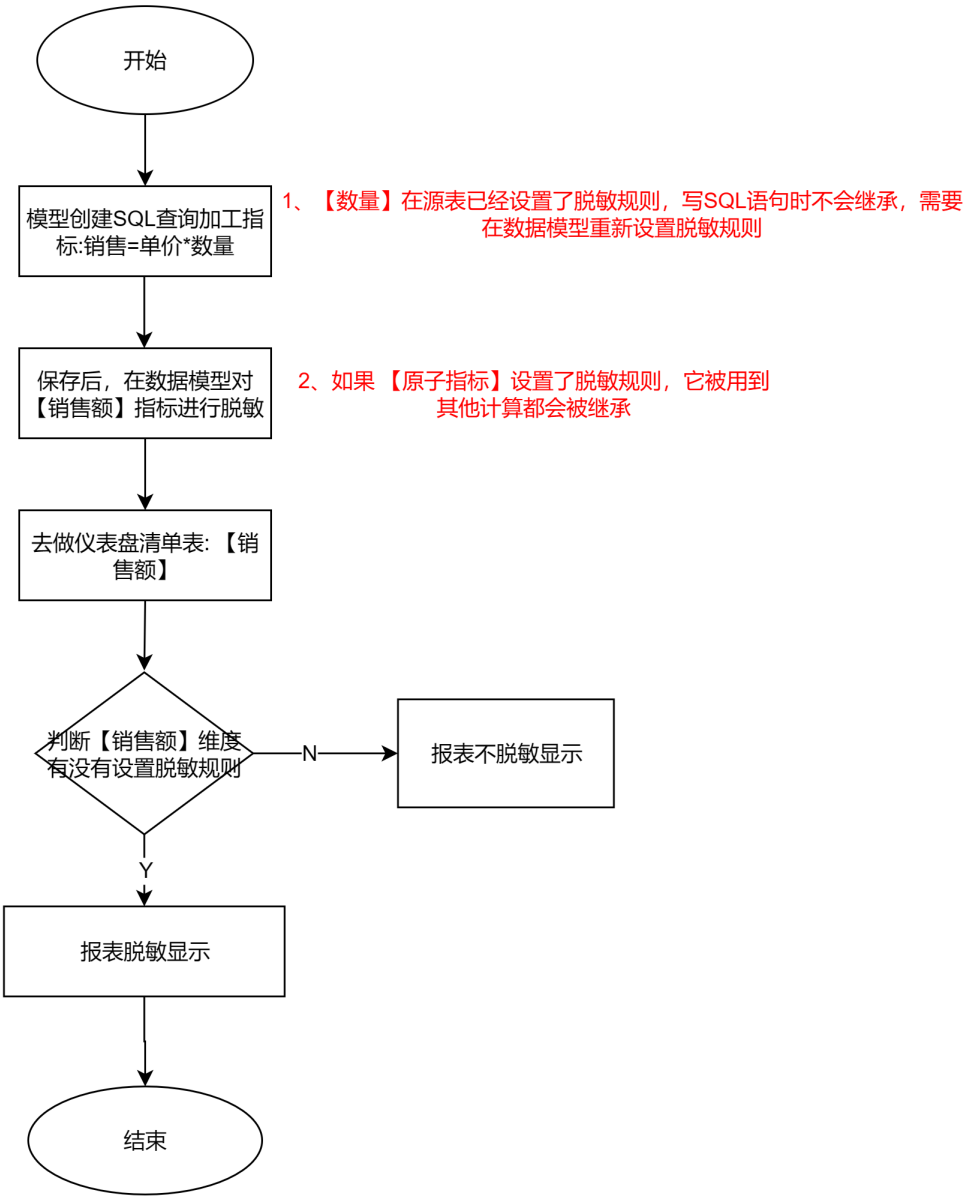 开始
模型创建SQL查询加工指
标:销售=单价*数量
1、【数量】在源表已经设置了脱敏规则，写SQL语句时不会继承，需要
在数据模型重新设置脱敏规则
保存后，在数据模型对
【销售额】指标进行脱敏
2、如果 【原子指标】设置了脱敏规则，它被用到
其他计算都会被继承
去做仪表盘清单表: 【销
售额】
判断【销售额】维度
有没有设置脱敏规则
N
报表不脱敏显示
Y
报表脱敏显示
结束